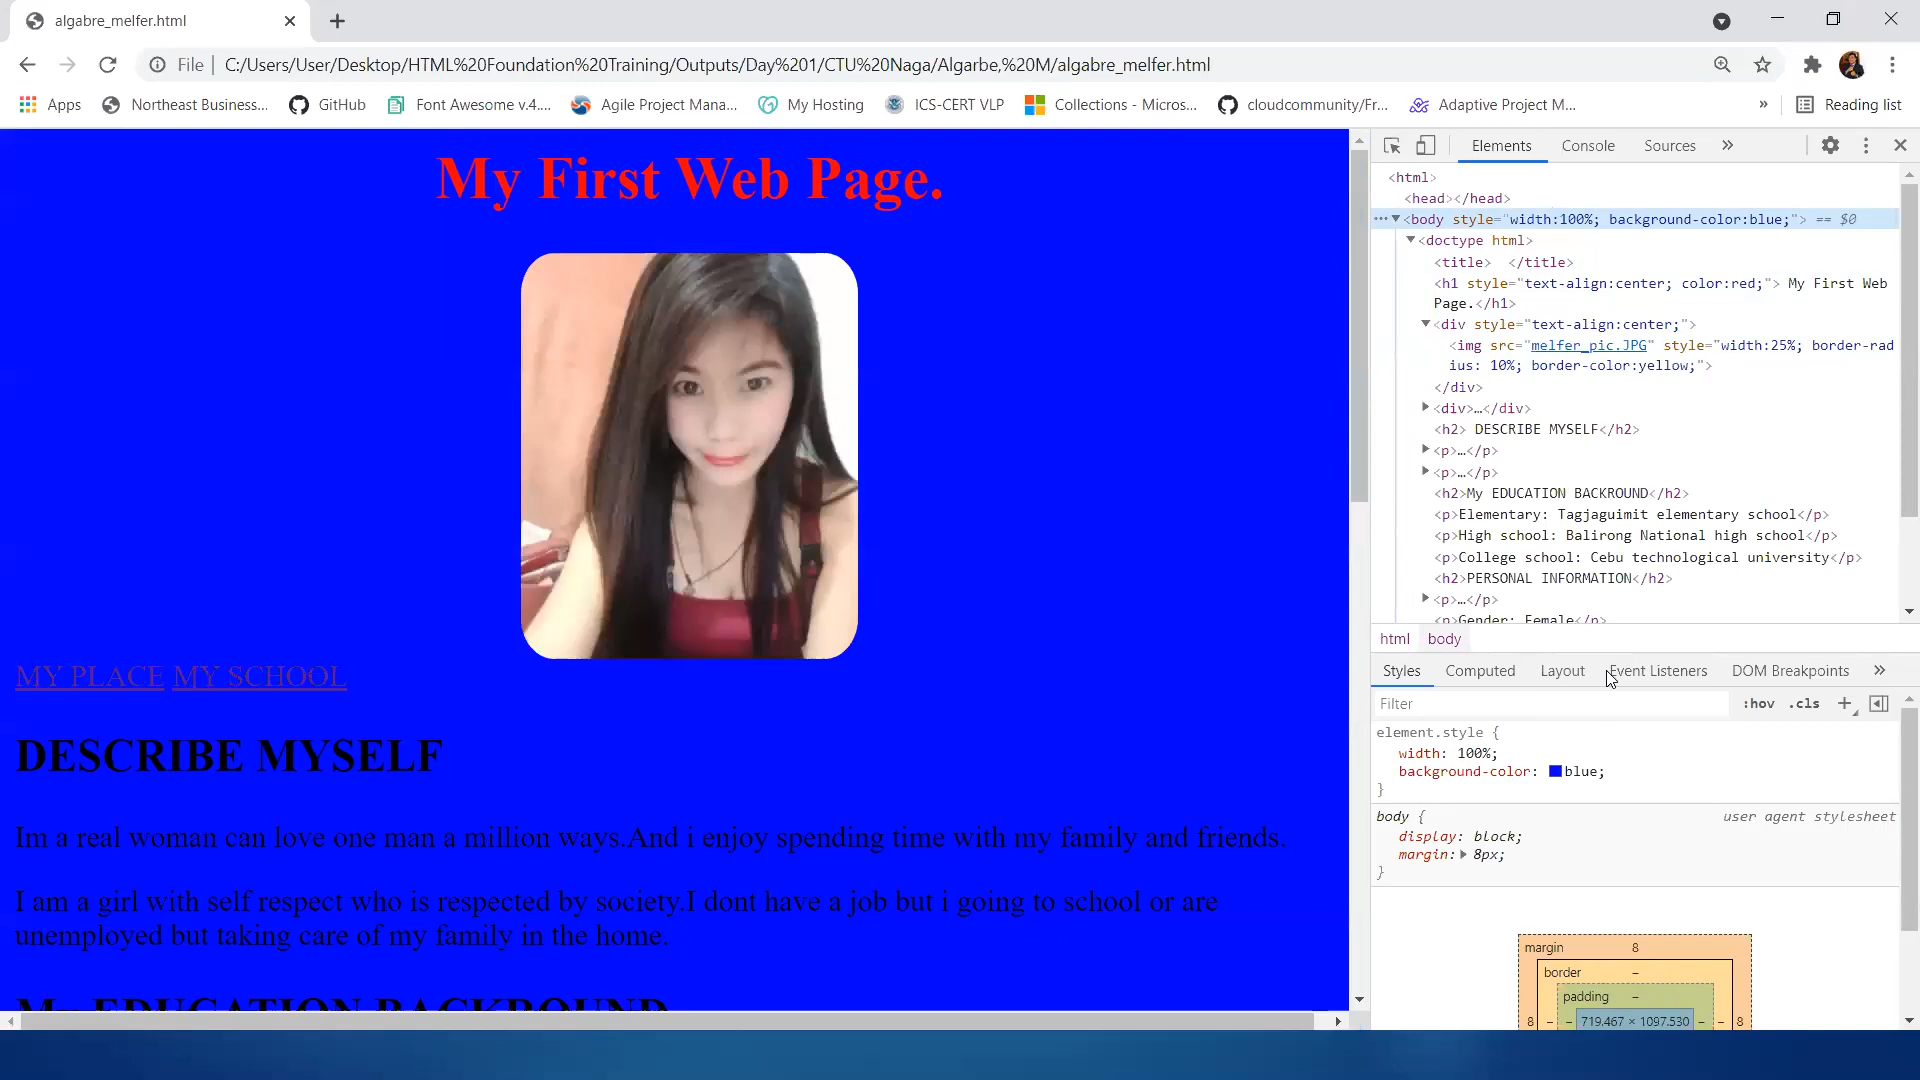 algabre_melfer.html
File | C:/Users/User/Desktop/HTML%20Foundation%20Training/Outputs/Day%201/CTU%20Naga/Algarbe,%20M/algabre_melfer.html
Apps Northeast Business... GitHub Font Awesome v.4.... Agile Project Mana... My Hosting ICS-CERT VLP Collections - Micros... cloudcommunity/Fr... Adaptive Project M... » Reading list
My First Web Page.
MY PLACE MY SCHOOL
DESCRIBE MYSELF
Im a real woman can love one man a million ways.And i enjoy spending time with my family and friends.
I am a girl with self respect who is respected by society.I dont have a job but i going to school or are
unemployed but taking care of my family in the home.
My EDUCATION BACKROUND
Elements Console Sources »
<html>
<head></head>
••• ▼<body style="width:100%; background-color:blue;"> == $0
▼<doctype html>
<title> </title>
<h1 style="text-align:center; color:red;"> My First Web
Page.</h1>
▼<div style="text-align:center;">
<img src="melfer_pic.JPG" style="width:25%; border-rad
ius: 10%; border-color:yellow;">
</div>
▶<div>…</div>
<h2> DESCRIBE MYSELF</h2>
▶<p>…</p>
▶<p>…</p>
<h2>My EDUCATION BACKROUND</h2>
<p>Elementary: Tagjaguimit elementary school</p>
<p>High school: Balirong National high school</p>
<p>College school: Cebu technological university</p>
<h2>PERSONAL INFORMATION</h2>
▶<p>…</p>
<p>Gender: Female</p>
html body
Styles Computed Layout Event Listeners DOM Breakpoints »
Filter :hov .cls +
element.style {
width: 100%;
background-color: blue;
}
body { user agent stylesheet
display: block;
margin:▶ 8px;
}
margin 8
border –
padding –
8 – – 719.467 × 1097.530 – – 8